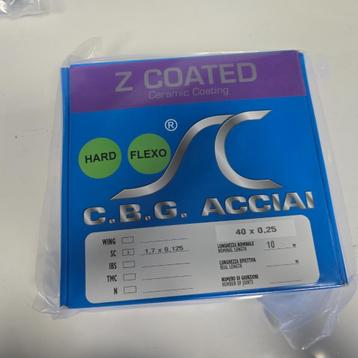 Z COATED
Ceramic Coating
®
HARD
FLEXO
C.B.G. ACCIAI
WING
SC 1,7 x 0,125
IBS
TMC
N
40 x 0,25
LUNGHEZZA NOMINALE
NOMINAL LENGTH
10 m
LUNGHEZZA EFFETTIVA
REAL LENGTH
m
NUMERO DI GIUNZIONI
NUMBER OF JOINTS